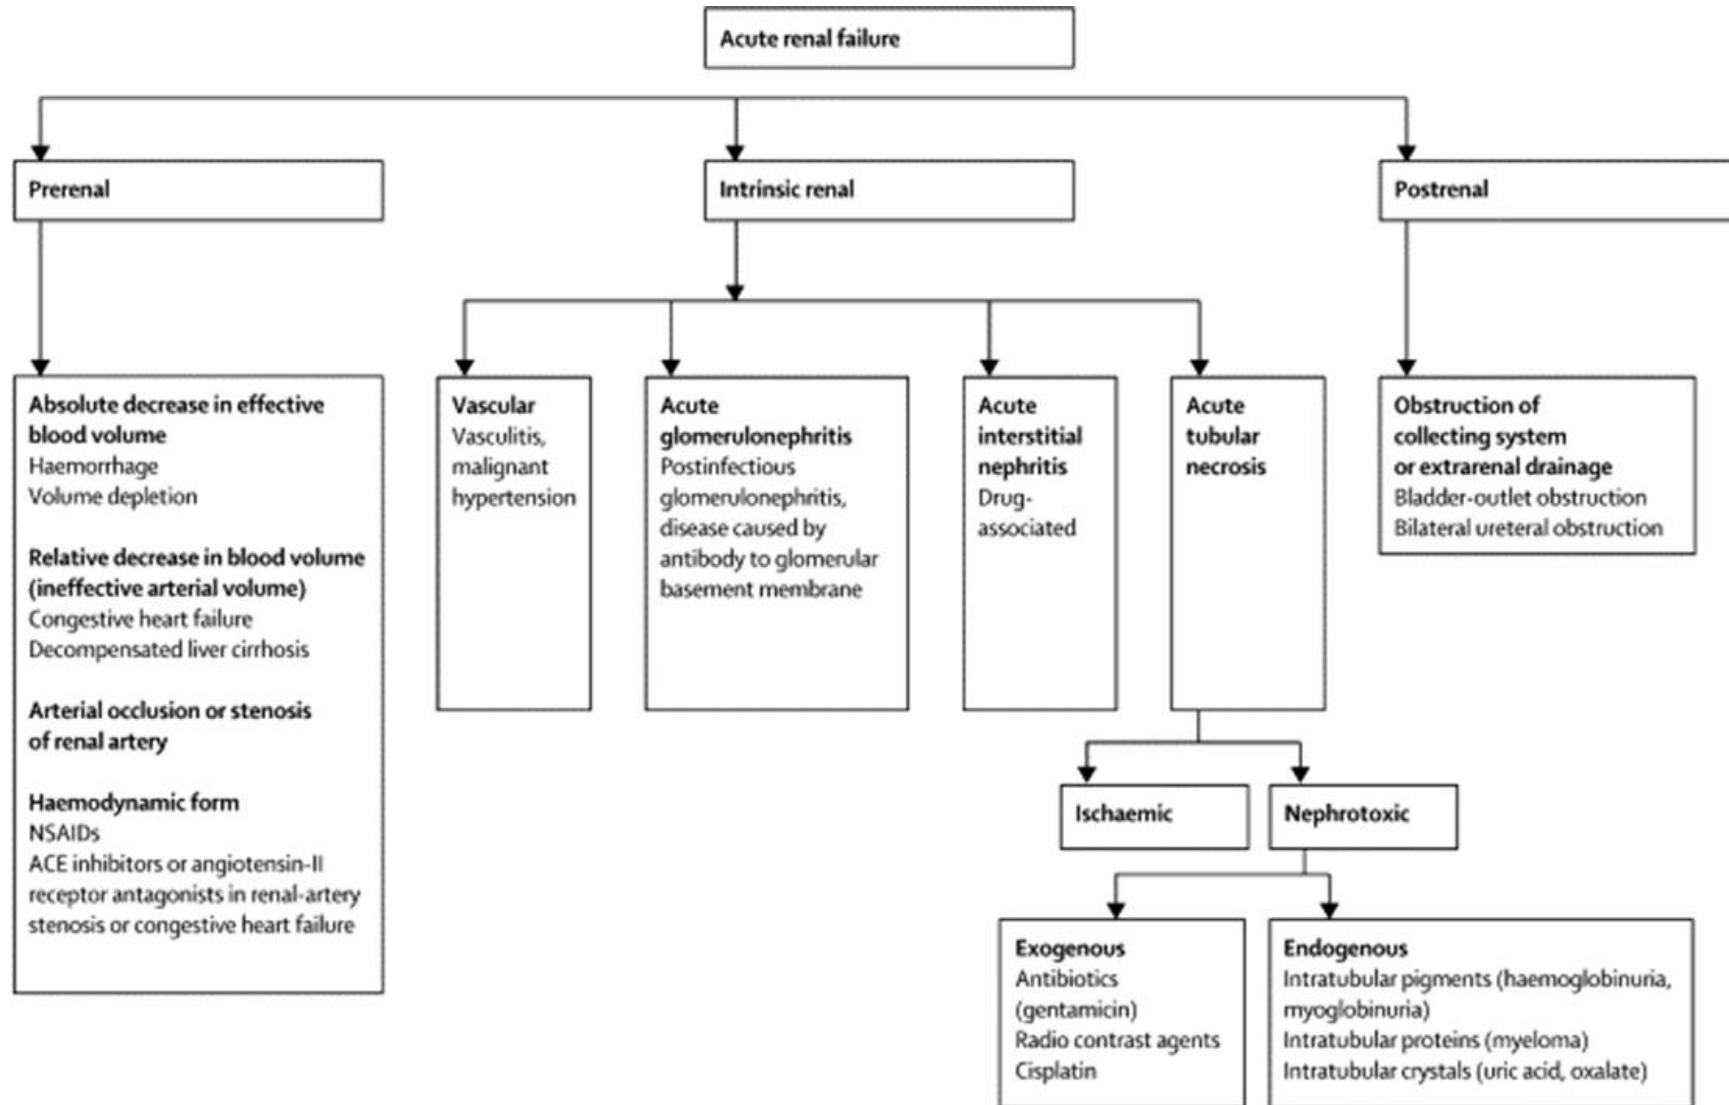 Acute renal failure
Prerenal
Intrinsic renal
Postrenal
Absolute decrease in effective
blood volume
Haemorrhage
Volume depletion
Relative decrease in blood volume
(ineffective arterial volume)
Congestive heart failure
Decompensated liver cirrhosis
Arterial occlusion or stenosis
of renal artery
Haemodynamic form
NSAIDs
ACE inhibitors or angiotensin-II
receptor antagonists in renal-artery
stenosis or congestive heart failure
Vascular
Vasculitis,
malignant
hypertension
Acute
glomerulonephritis
Postinfectious
glomerulonephritis,
disease caused by
antibody to glomerular
basement membrane
Acute
interstitial
nephritis
Drug-
associated
Acute
tubular
necrosis
Obstruction of
collecting system
or extrarenal drainage
Bladder-outlet obstruction
Bilateral ureteral obstruction
Ischaemic
Nephrotoxic
Exogenous
Antibiotics
(gentamicin)
Radio contrast agents
Cisplatin
Endogenous
Intratubular pigments (haemoglobinuria,
myoglobinuria)
Intratubular proteins (myeloma)
Intratubular crystals (uric acid, oxalate)